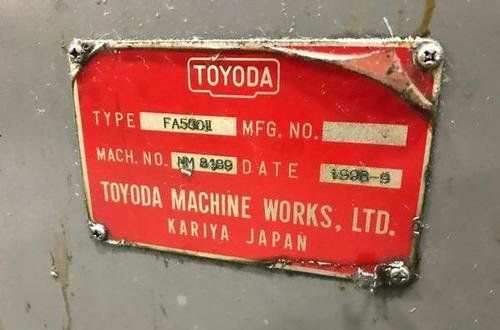 TOYODA
TYPE FA550II MFG. NO.
MACH. NO. NM 8189 DATE 1998-9
TOYODA MACHINE WORKS, LTD.
KARIYA JAPAN